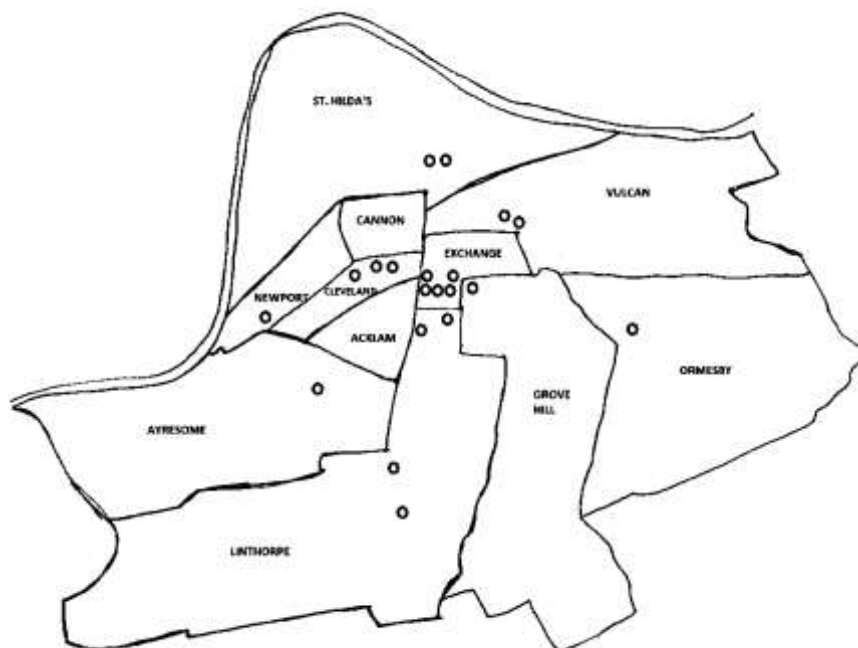 ST. HILDA'S
VULCAN
CANNON
EXCHANGE
CLEVELAND
NEWPORT
ACKLAM
ORMESBY
GROVE
HILL
AYRESOME
LINTHORPE